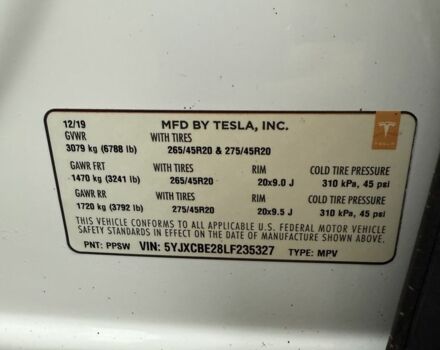 12/19 MFD BY TESLA, INC.
GVWR WITH TIRES
3079 kg (6788 lb) 265/45R20 & 275/45R20
GAWR FRT WITH TIRES RIM COLD TIRE PRESSURE
1470 kg (3241 lb) 265/45R20 20x9.0 J 310 kPa, 45 psi
GAWR RR WITH TIRES RIM COLD TIRE PRESSURE
1720 kg (3792 lb) 275/45R20 20x9.5 J 310 kPa, 45 psi
THIS VEHICLE CONFORMS TO ALL APPLICABLE U.S. FEDERAL MOTOR VEHICLE
SAFETY STANDARDS IN EFFECT ON THE DATE OF MANUFACTURE SHOWN ABOVE.
PNT: PPSW VIN: 5YJXCBE28LF235327 TYPE: MPV
TESLA